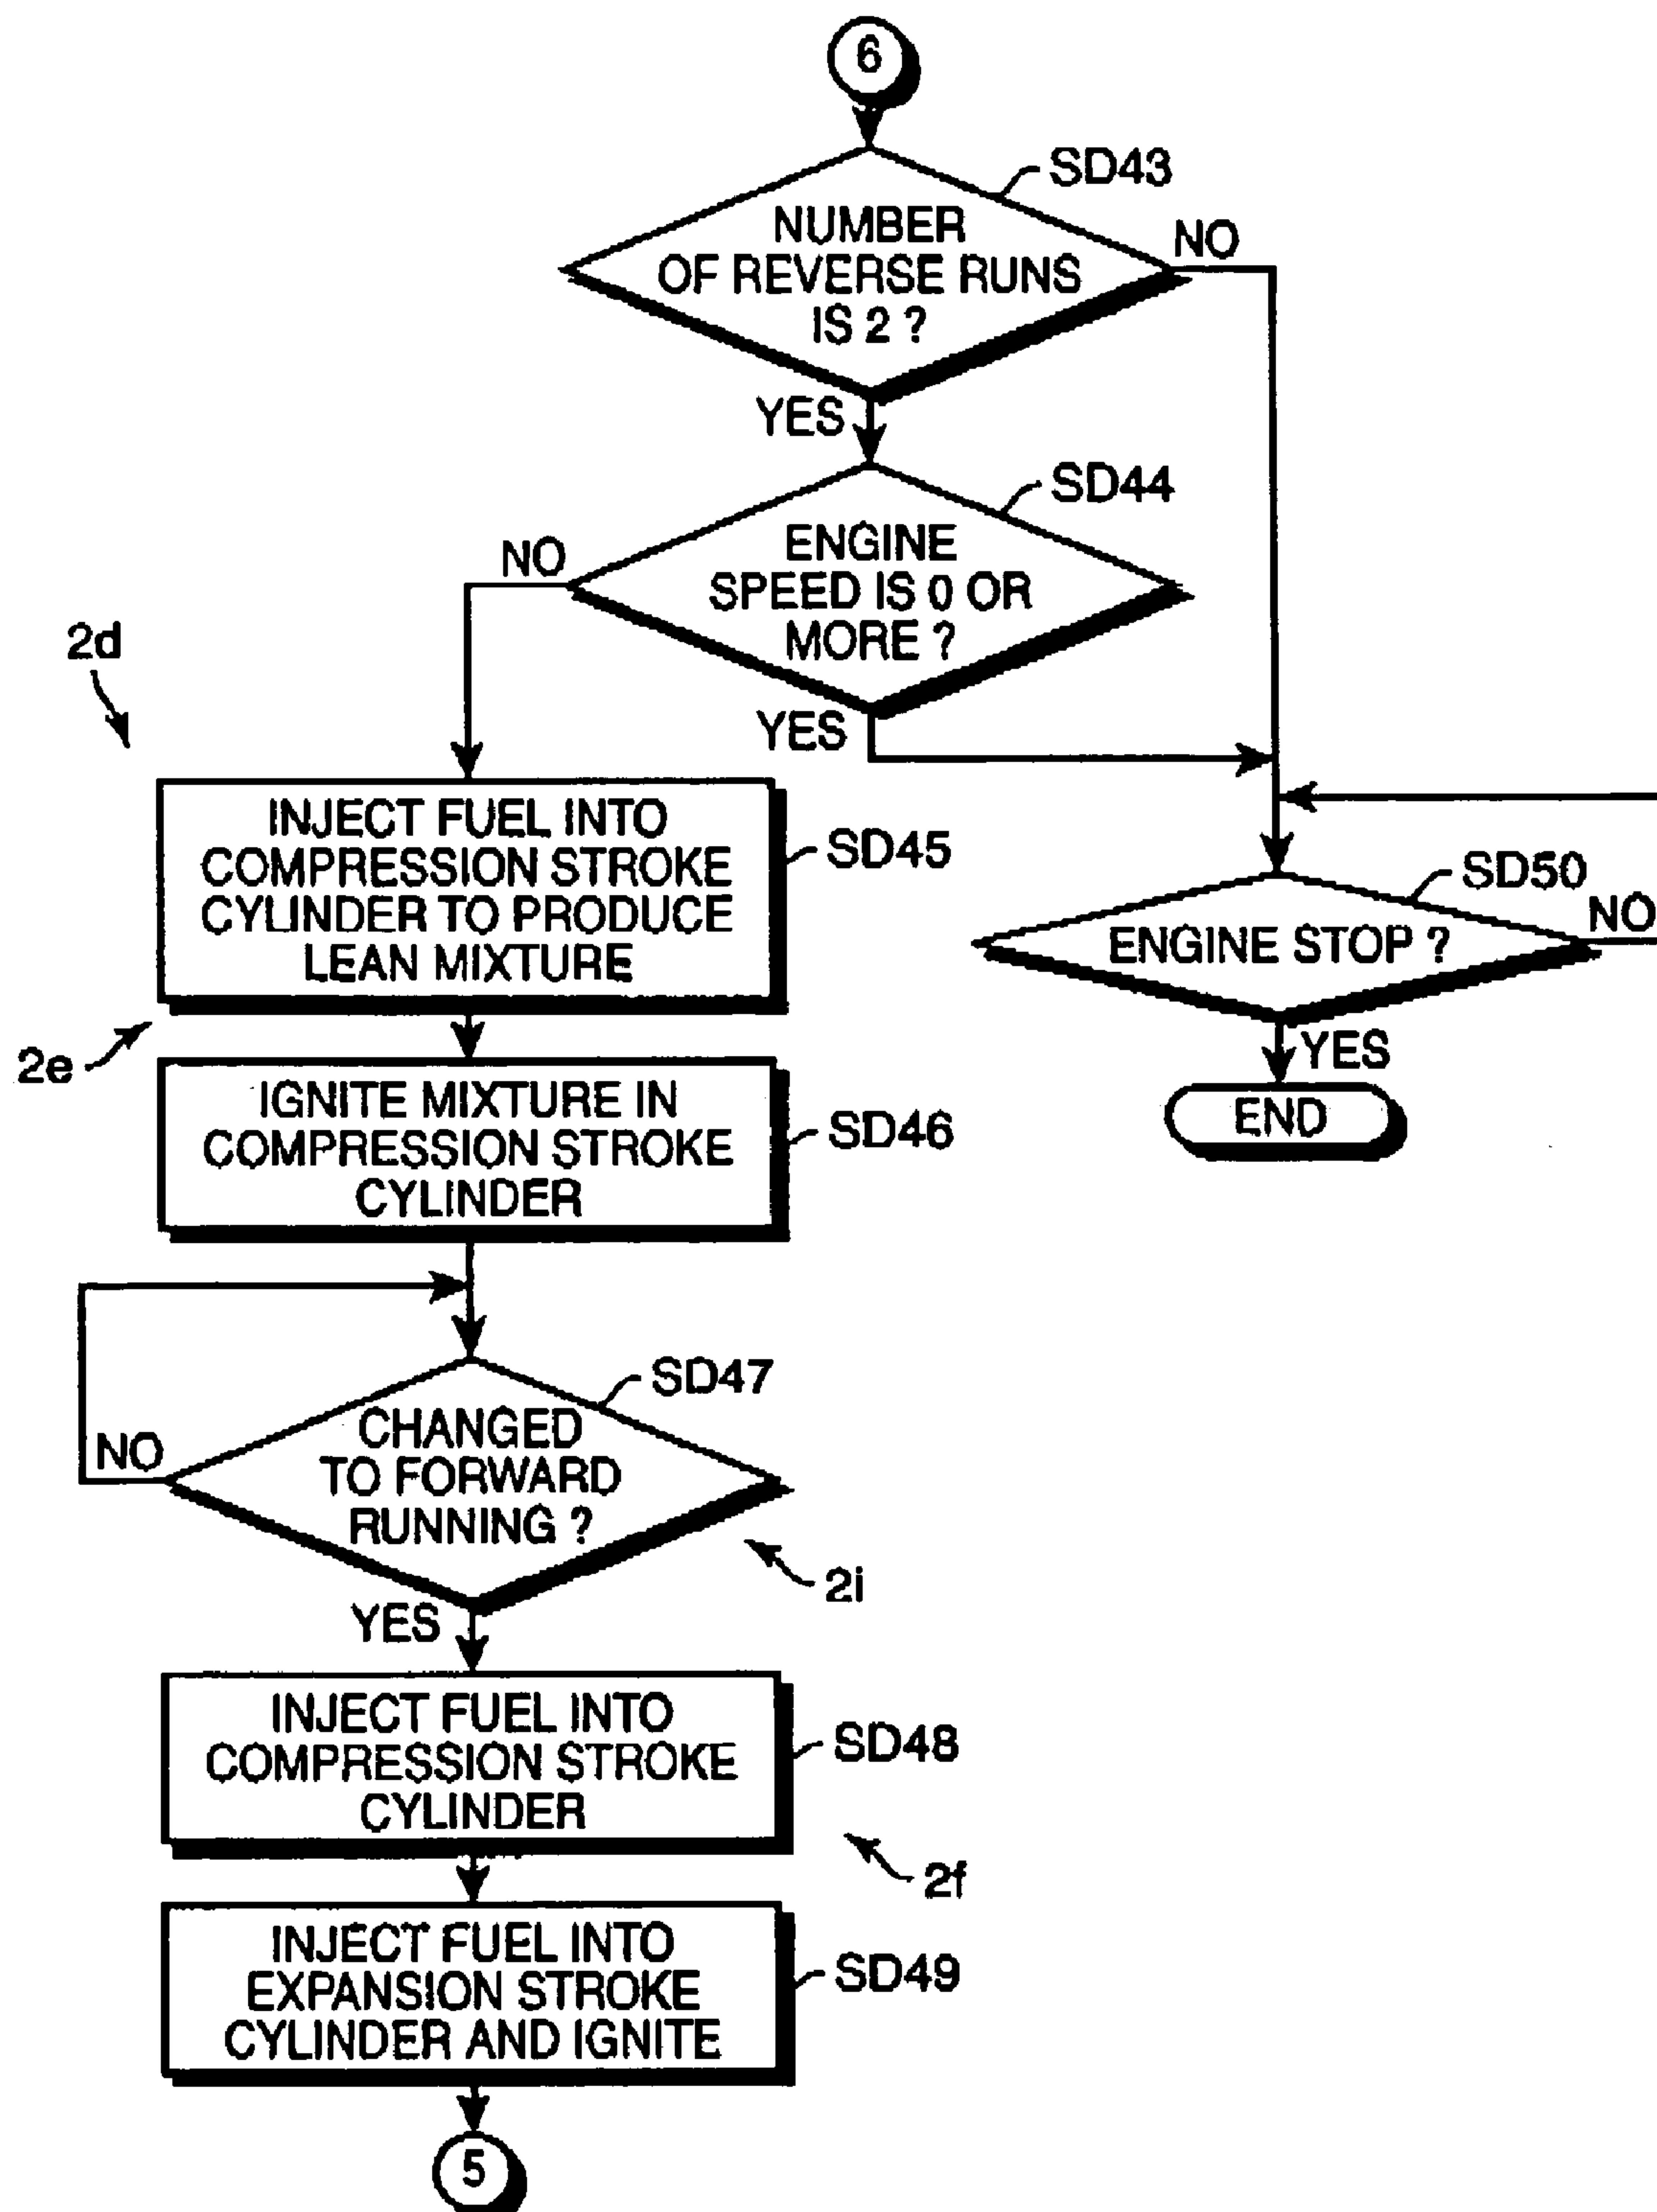 6
SD43
NUMBER
OF REVERSE RUNS
IS 2 ?
NO
YES
SD44
ENGINE
SPEED IS 0 OR
MORE ?
NO
YES
2d
INJECT FUEL INTO
COMPRESSION STROKE
CYLINDER TO PRODUCE
LEAN MIXTURE
SD45
SD50
ENGINE STOP ?
NO
YES
END
2e
IGNITE MIXTURE IN
COMPRESSION STROKE
CYLINDER
SD46
SD47
CHANGED
TO FORWARD
RUNNING ?
NO
2i
YES
INJECT FUEL INTO
COMPRESSION STROKE
CYLINDER
SD48
2f
INJECT FUEL INTO
EXPANSION STROKE
CYLINDER AND IGNITE
SD49
5